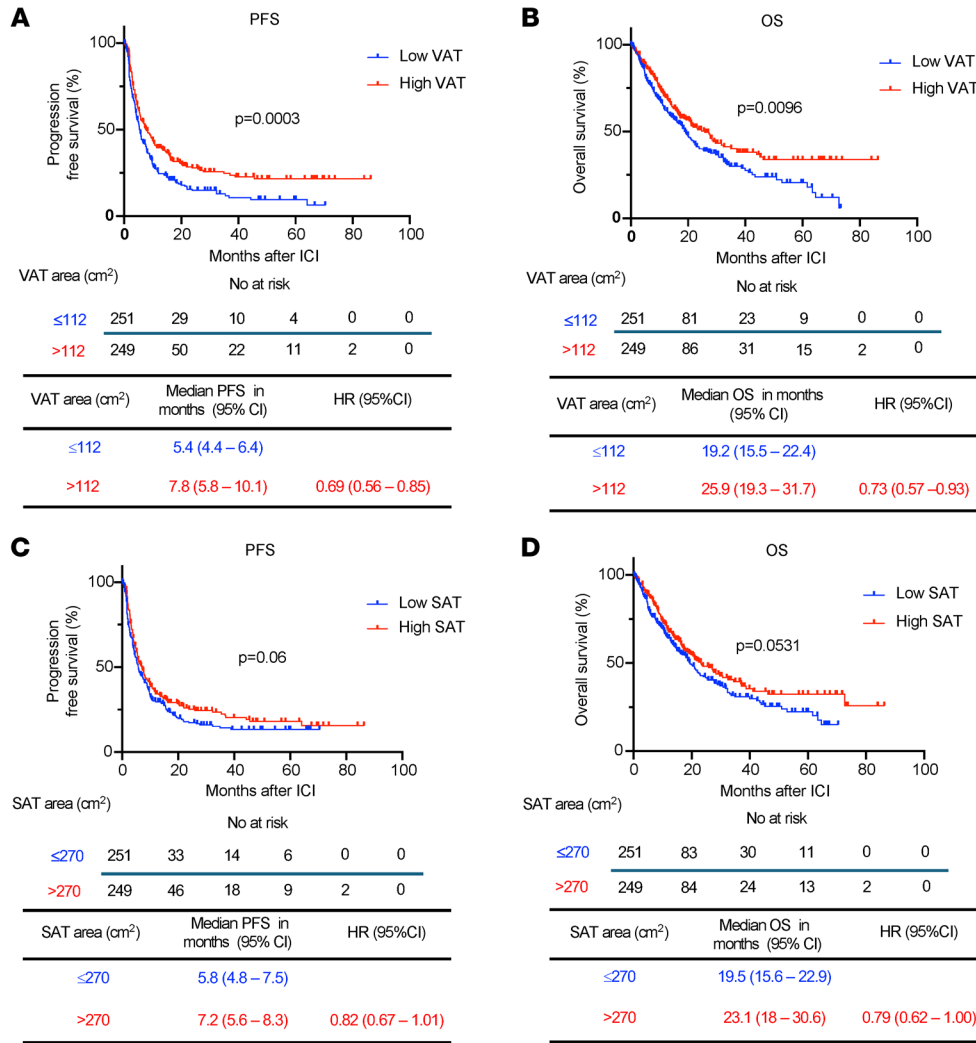 A
PFS
100
50
0
Progression
free survival (%)
Low VAT
High VAT
p=0.0003
0 20 40 60 80 100
Months after ICI
VAT area (cm²)
No at risk
≤112 251 29 10 4 0 0
>112 249 50 22 11 2 0
VAT area (cm²) Median PFS in months (95% CI) HR (95%CI)
≤112 5.4 (4.4 – 6.4)
>112 7.8 (5.8 – 10.1) 0.69 (0.56 – 0.85)
B
OS
100
50
0
Overall survival (%)
Low VAT
High VAT
p=0.0096
0 20 40 60 80 100
Months after ICI
VAT area (cm²)
No at risk
≤112 251 81 23 9 0 0
>112 249 86 31 15 2 0
VAT area (cm²) Median OS in months (95% CI) HR (95%CI)
≤112 19.2 (15.5 – 22.4)
>112 25.9 (19.3 – 31.7) 0.73 (0.57 –0.93)
C
PFS
100
50
0
Progression
free survival (%)
Low SAT
High SAT
p=0.06
0 20 40 60 80 100
Months after ICI
SAT area (cm²)
No at risk
≤270 251 33 14 6 0 0
>270 249 46 18 9 2 0
SAT area (cm²) Median PFS in months (95% CI) HR (95%CI)
≤270 5.8 (4.8 – 7.5)
>270 7.2 (5.6 – 8.3) 0.82 (0.67 – 1.01)
D
OS
100
50
0
Overall survival (%)
Low SAT
High SAT
p=0.0531
0 20 40 60 80 100
Months after ICI
SAT area (cm²)
No at risk
≤270 251 83 30 11 0 0
>270 249 84 24 13 2 0
SAT area (cm²) Median OS in months (95% CI) HR (95%CI)
≤270 19.5 (15.6 – 22.9)
>270 23.1 (18 – 30.6) 0.79 (0.62 – 1.00)